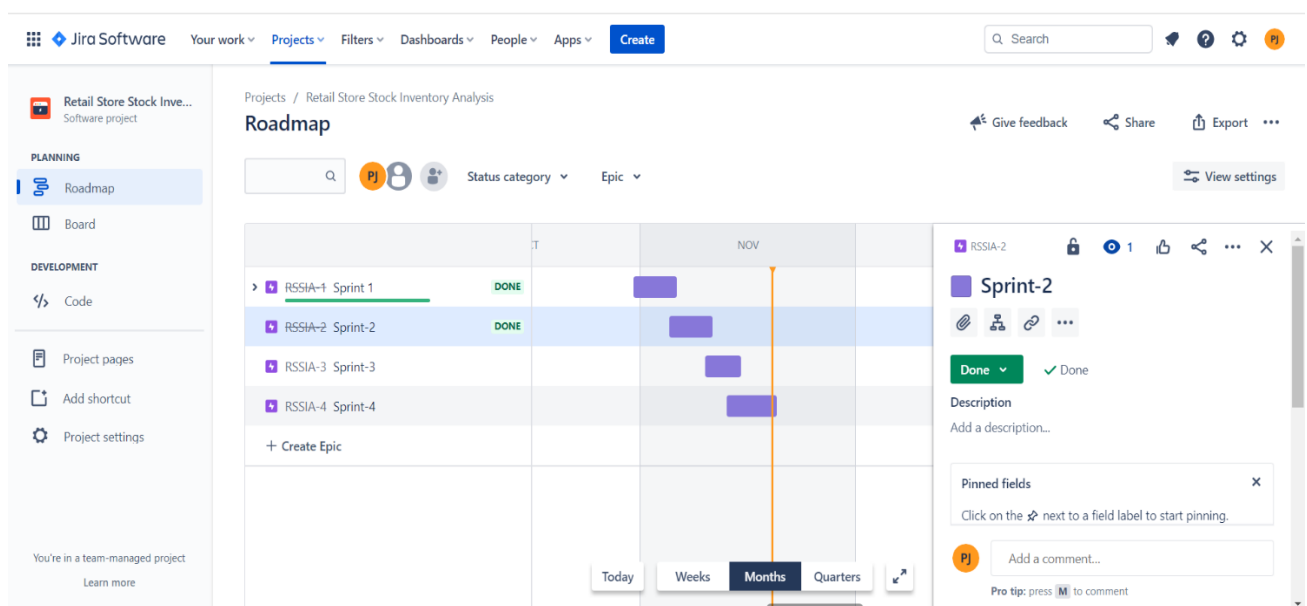 Jira Software Your work Projects Filters Dashboards People Apps Create Search PJ
Retail Store Stock Inve...
Software project
PLANNING
Roadmap
Board
DEVELOPMENT
Code
Project pages
Add shortcut
Project settings
You're in a team-managed project
Learn more
Projects / Retail Store Stock Inventory Analysis
Roadmap
Give feedback Share Export
PJ Status category Epic View settings
NOV
RSSIA-1 Sprint 1 DONE
RSSIA-2 Sprint-2 DONE
RSSIA-3 Sprint-3
RSSIA-4 Sprint-4
+ Create Epic
Today Weeks Months Quarters
RSSIA-2 1
Sprint-2
Done Done
Description
Add a description...
Pinned fields
Click on the next to a field label to start pinning.
PJ Add a comment...
Pro tip: press M to comment